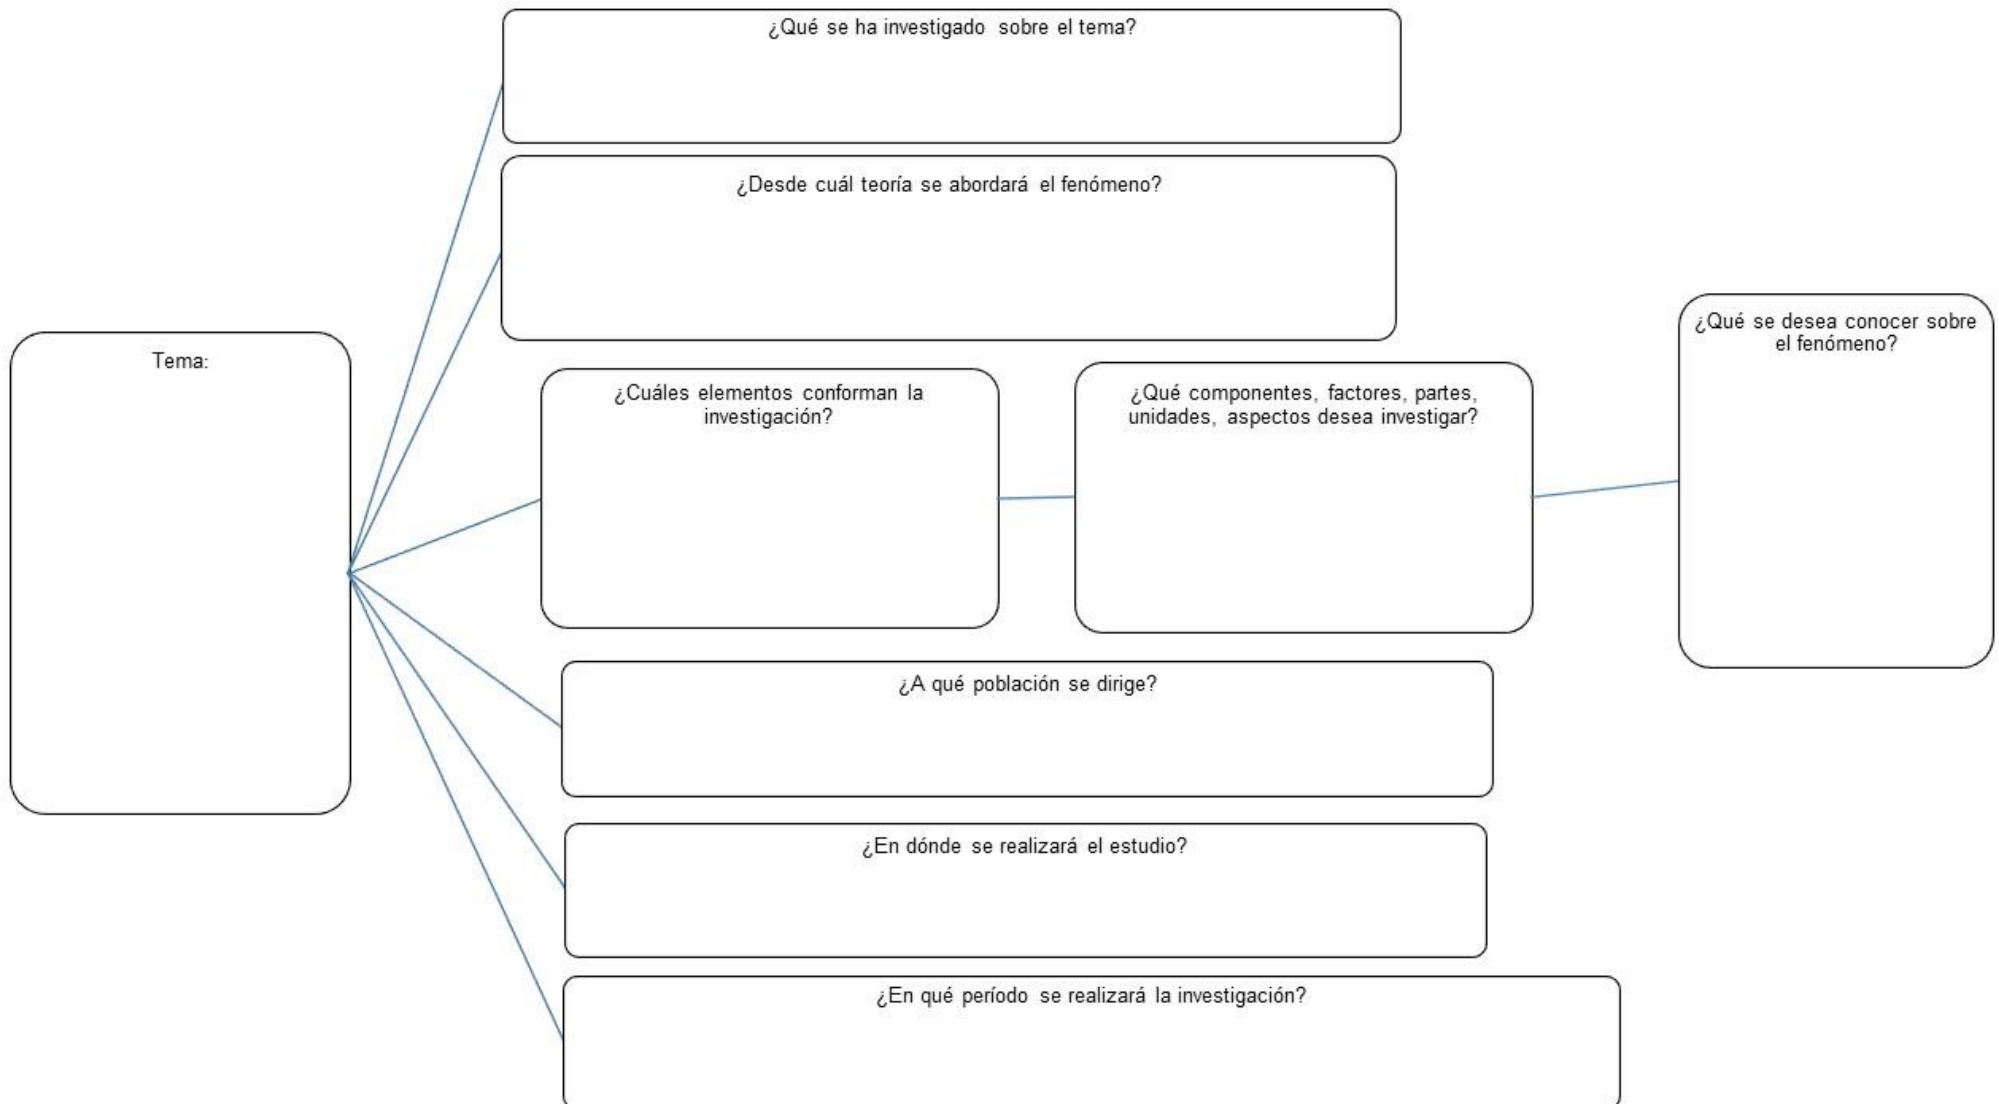 ¿Qué se ha investigado sobre el tema?
¿Desde cuál teoría se abordará el fenómeno?
Tema:
¿Cuáles elementos conforman la
investigación?
¿Qué componentes, factores, partes,
unidades, aspectos desea investigar?
¿Qué se desea conocer sobre
el fenómeno?
¿A qué población se dirige?
¿En dónde se realizará el estudio?
¿En qué período se realizará la investigación?